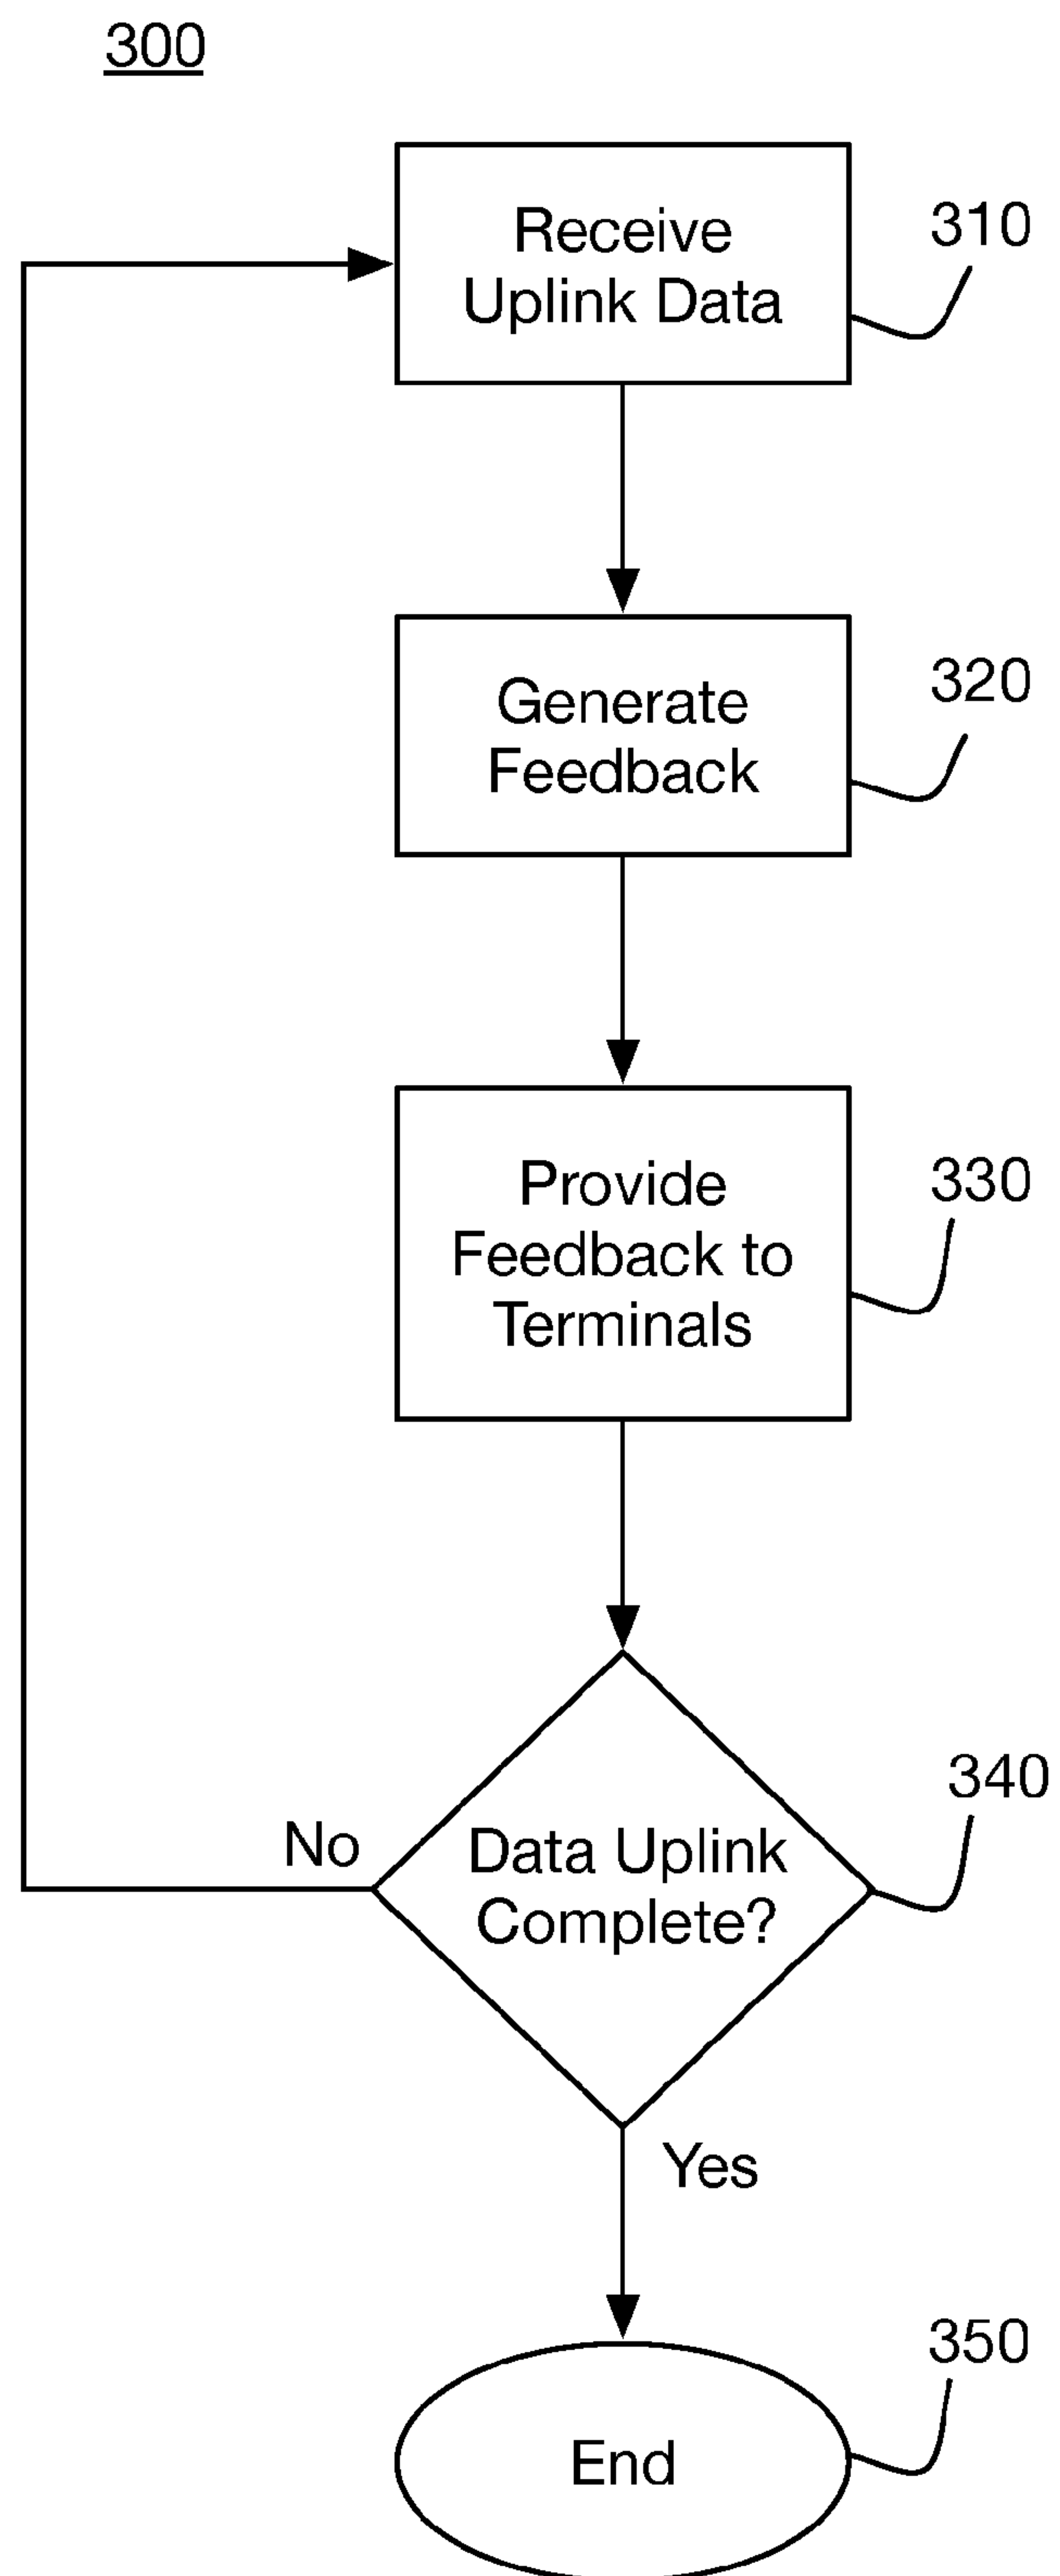 300
Receive
Uplink Data
310
Generate
Feedback
320
Provide
Feedback to
Terminals
330
Data Uplink
Complete?
340
No
Yes
End
350